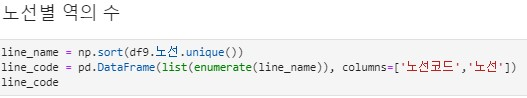 노선별 역의 수
line_name = np.sort(df9.노선.unique())
line_code = pd.DataFrame(list(enumerate(line_name)), columns=['노선코드','노선'])
line_code